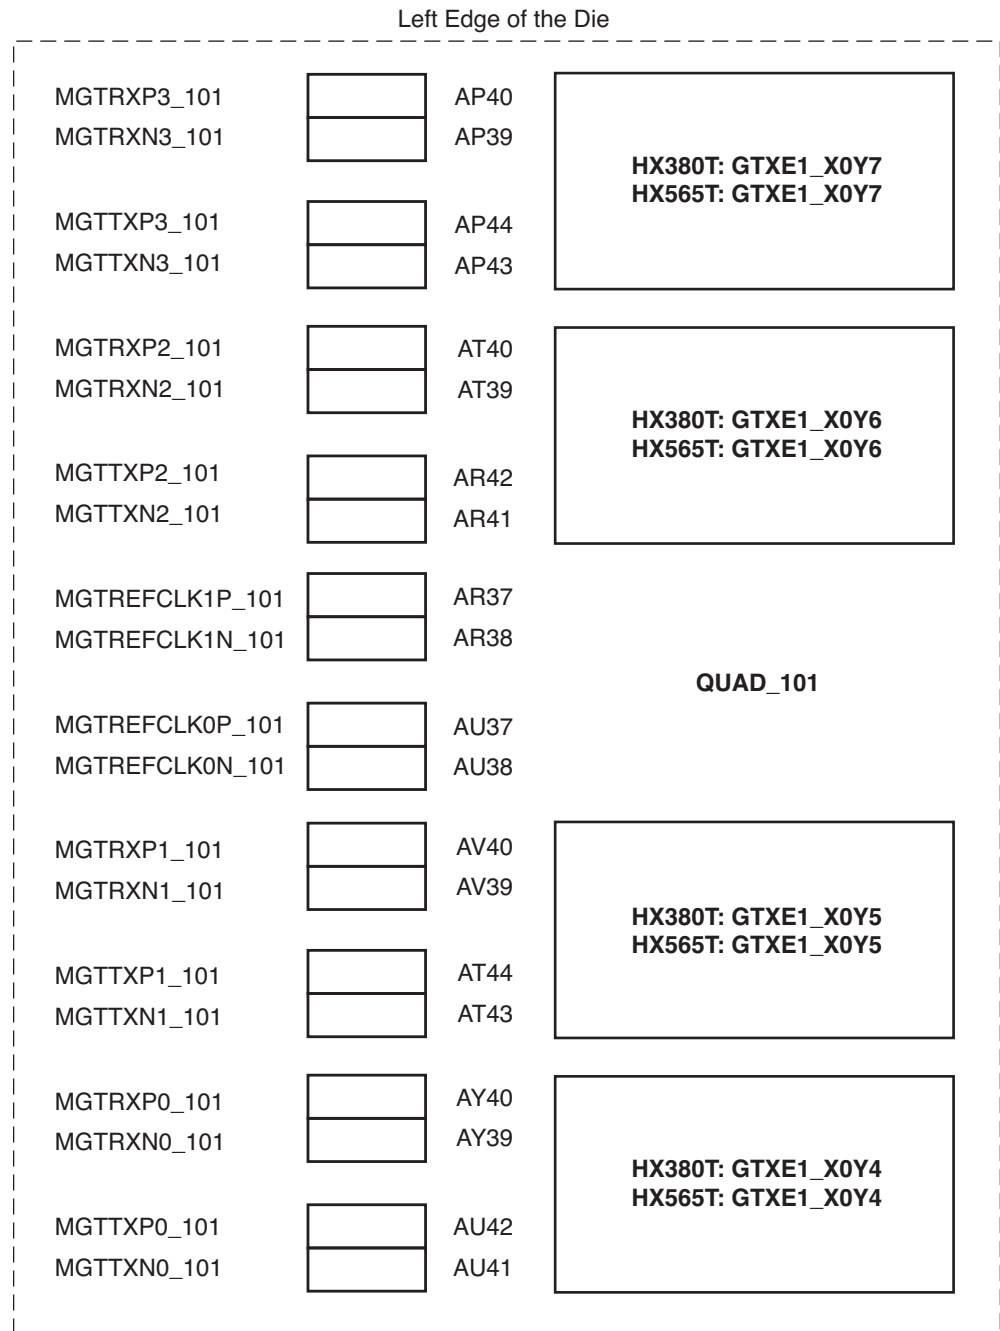 Left Edge of the Die
MGTRXP3_101 AP40
MGTRXN3_101 AP39
HX380T: GTXE1_X0Y7
HX565T: GTXE1_X0Y7
MGTTXP3_101 AP44
MGTTXN3_101 AP43
MGTRXP2_101 AT40
MGTRXN2_101 AT39
HX380T: GTXE1_X0Y6
HX565T: GTXE1_X0Y6
MGTTXP2_101 AR42
MGTTXN2_101 AR41
MGTREFCLK1P_101 AR37
MGTREFCLK1N_101 AR38
QUAD_101
MGTREFCLK0P_101 AU37
MGTREFCLK0N_101 AU38
MGTRXP1_101 AV40
MGTRXN1_101 AV39
HX380T: GTXE1_X0Y5
HX565T: GTXE1_X0Y5
MGTTXP1_101 AT44
MGTTXN1_101 AT43
MGTRXP0_101 AY40
MGTRXN0_101 AY39
HX380T: GTXE1_X0Y4
HX565T: GTXE1_X0Y4
MGTTXP0_101 AU42
MGTTXN0_101 AU41